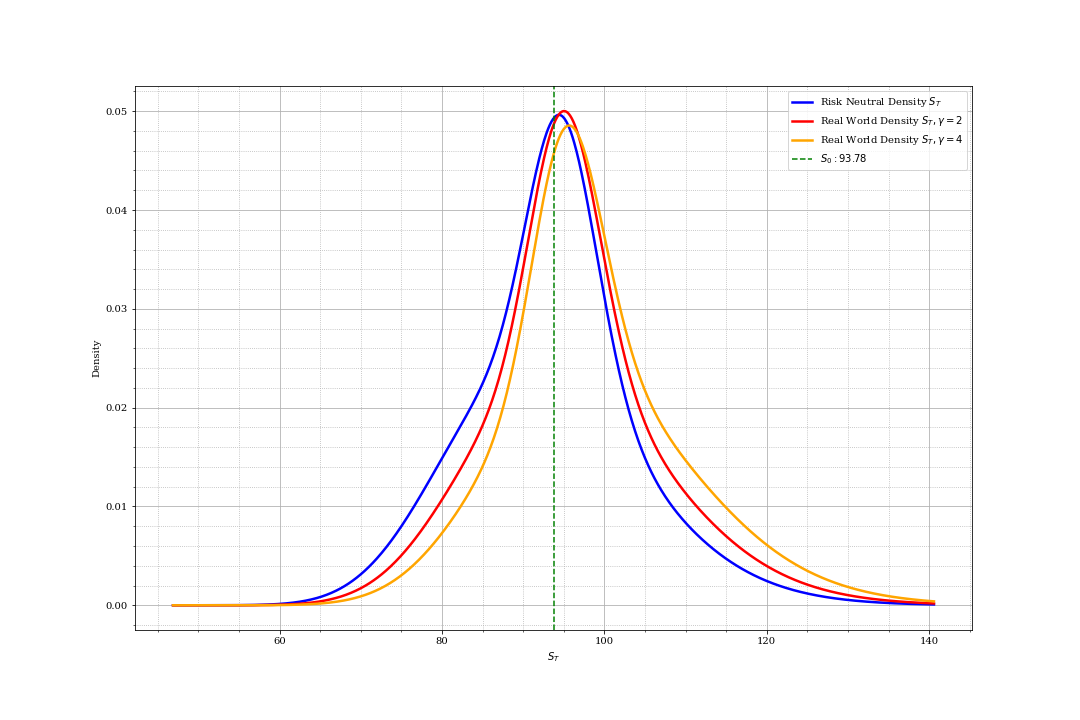 Risk Neutral Density S_T
Real World Density S_T, γ = 2
Real World Density S_T, γ = 4
S_0 : 93.78
0.05
0.04
0.03
0.02
0.01
0.00
Density
60 80 100 120 140
S_T